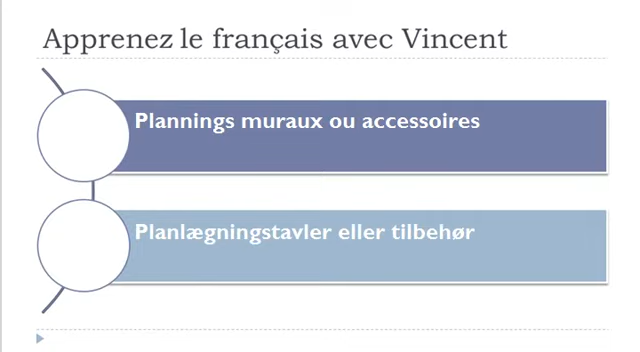 Apprenez le français avec Vincent
Plannings muraux ou accessoires
Planlægningstavler eller tilbehør